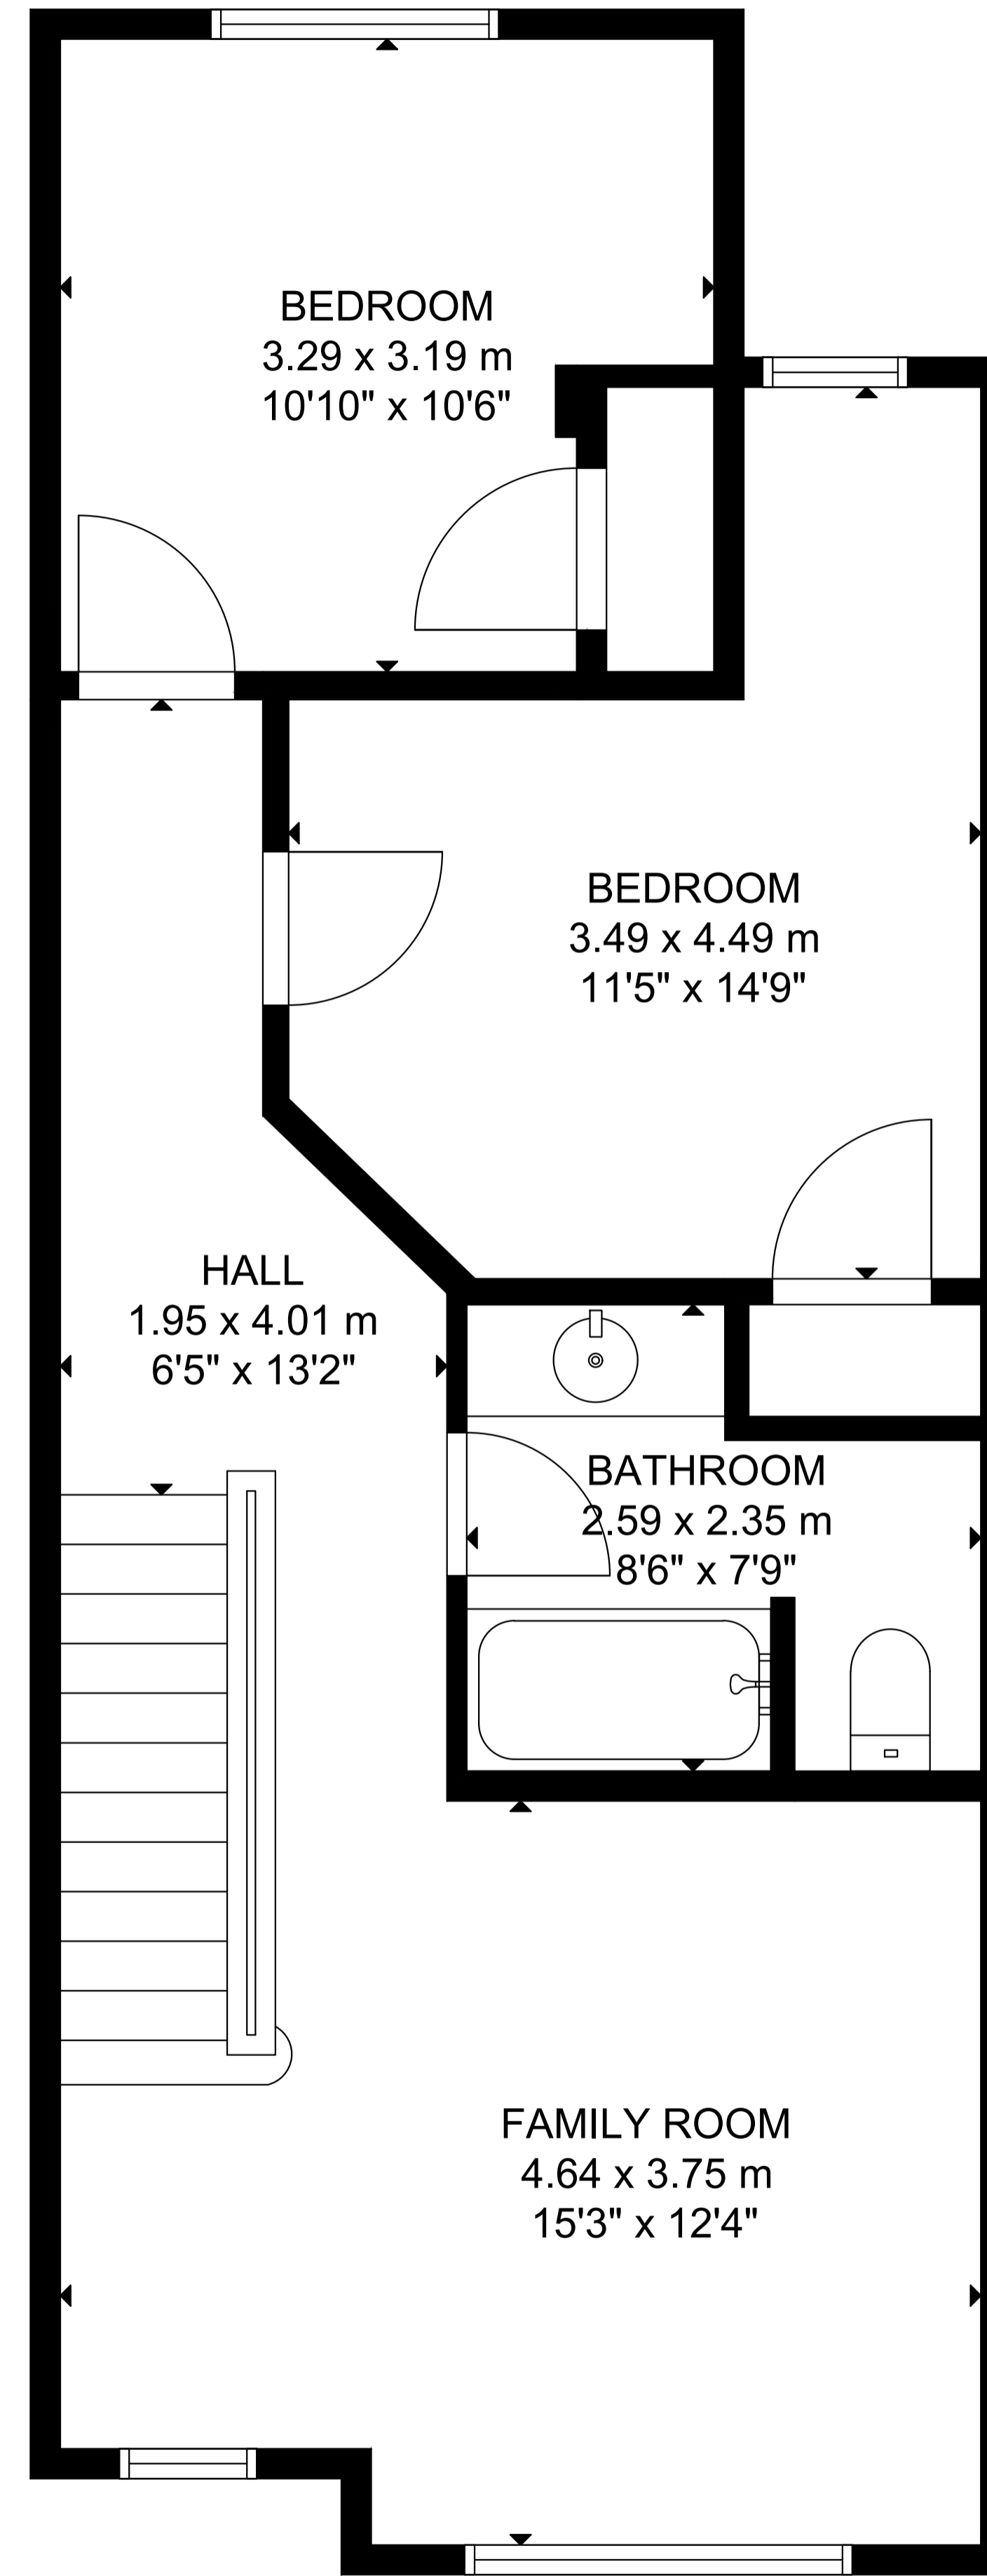 BEDROOM
3.29 x 3.19 m
10'10" x 10'6"
BEDROOM
3.49 x 4.49 m
11'5" x 14'9"
HALL
1.95 x 4.01 m
6'5" x 13'2"
BATHROOM
2.59 x 2.35 m
8'6" x 7'9"
FAMILY ROOM
4.64 x 3.75 m
15'3" x 12'4"